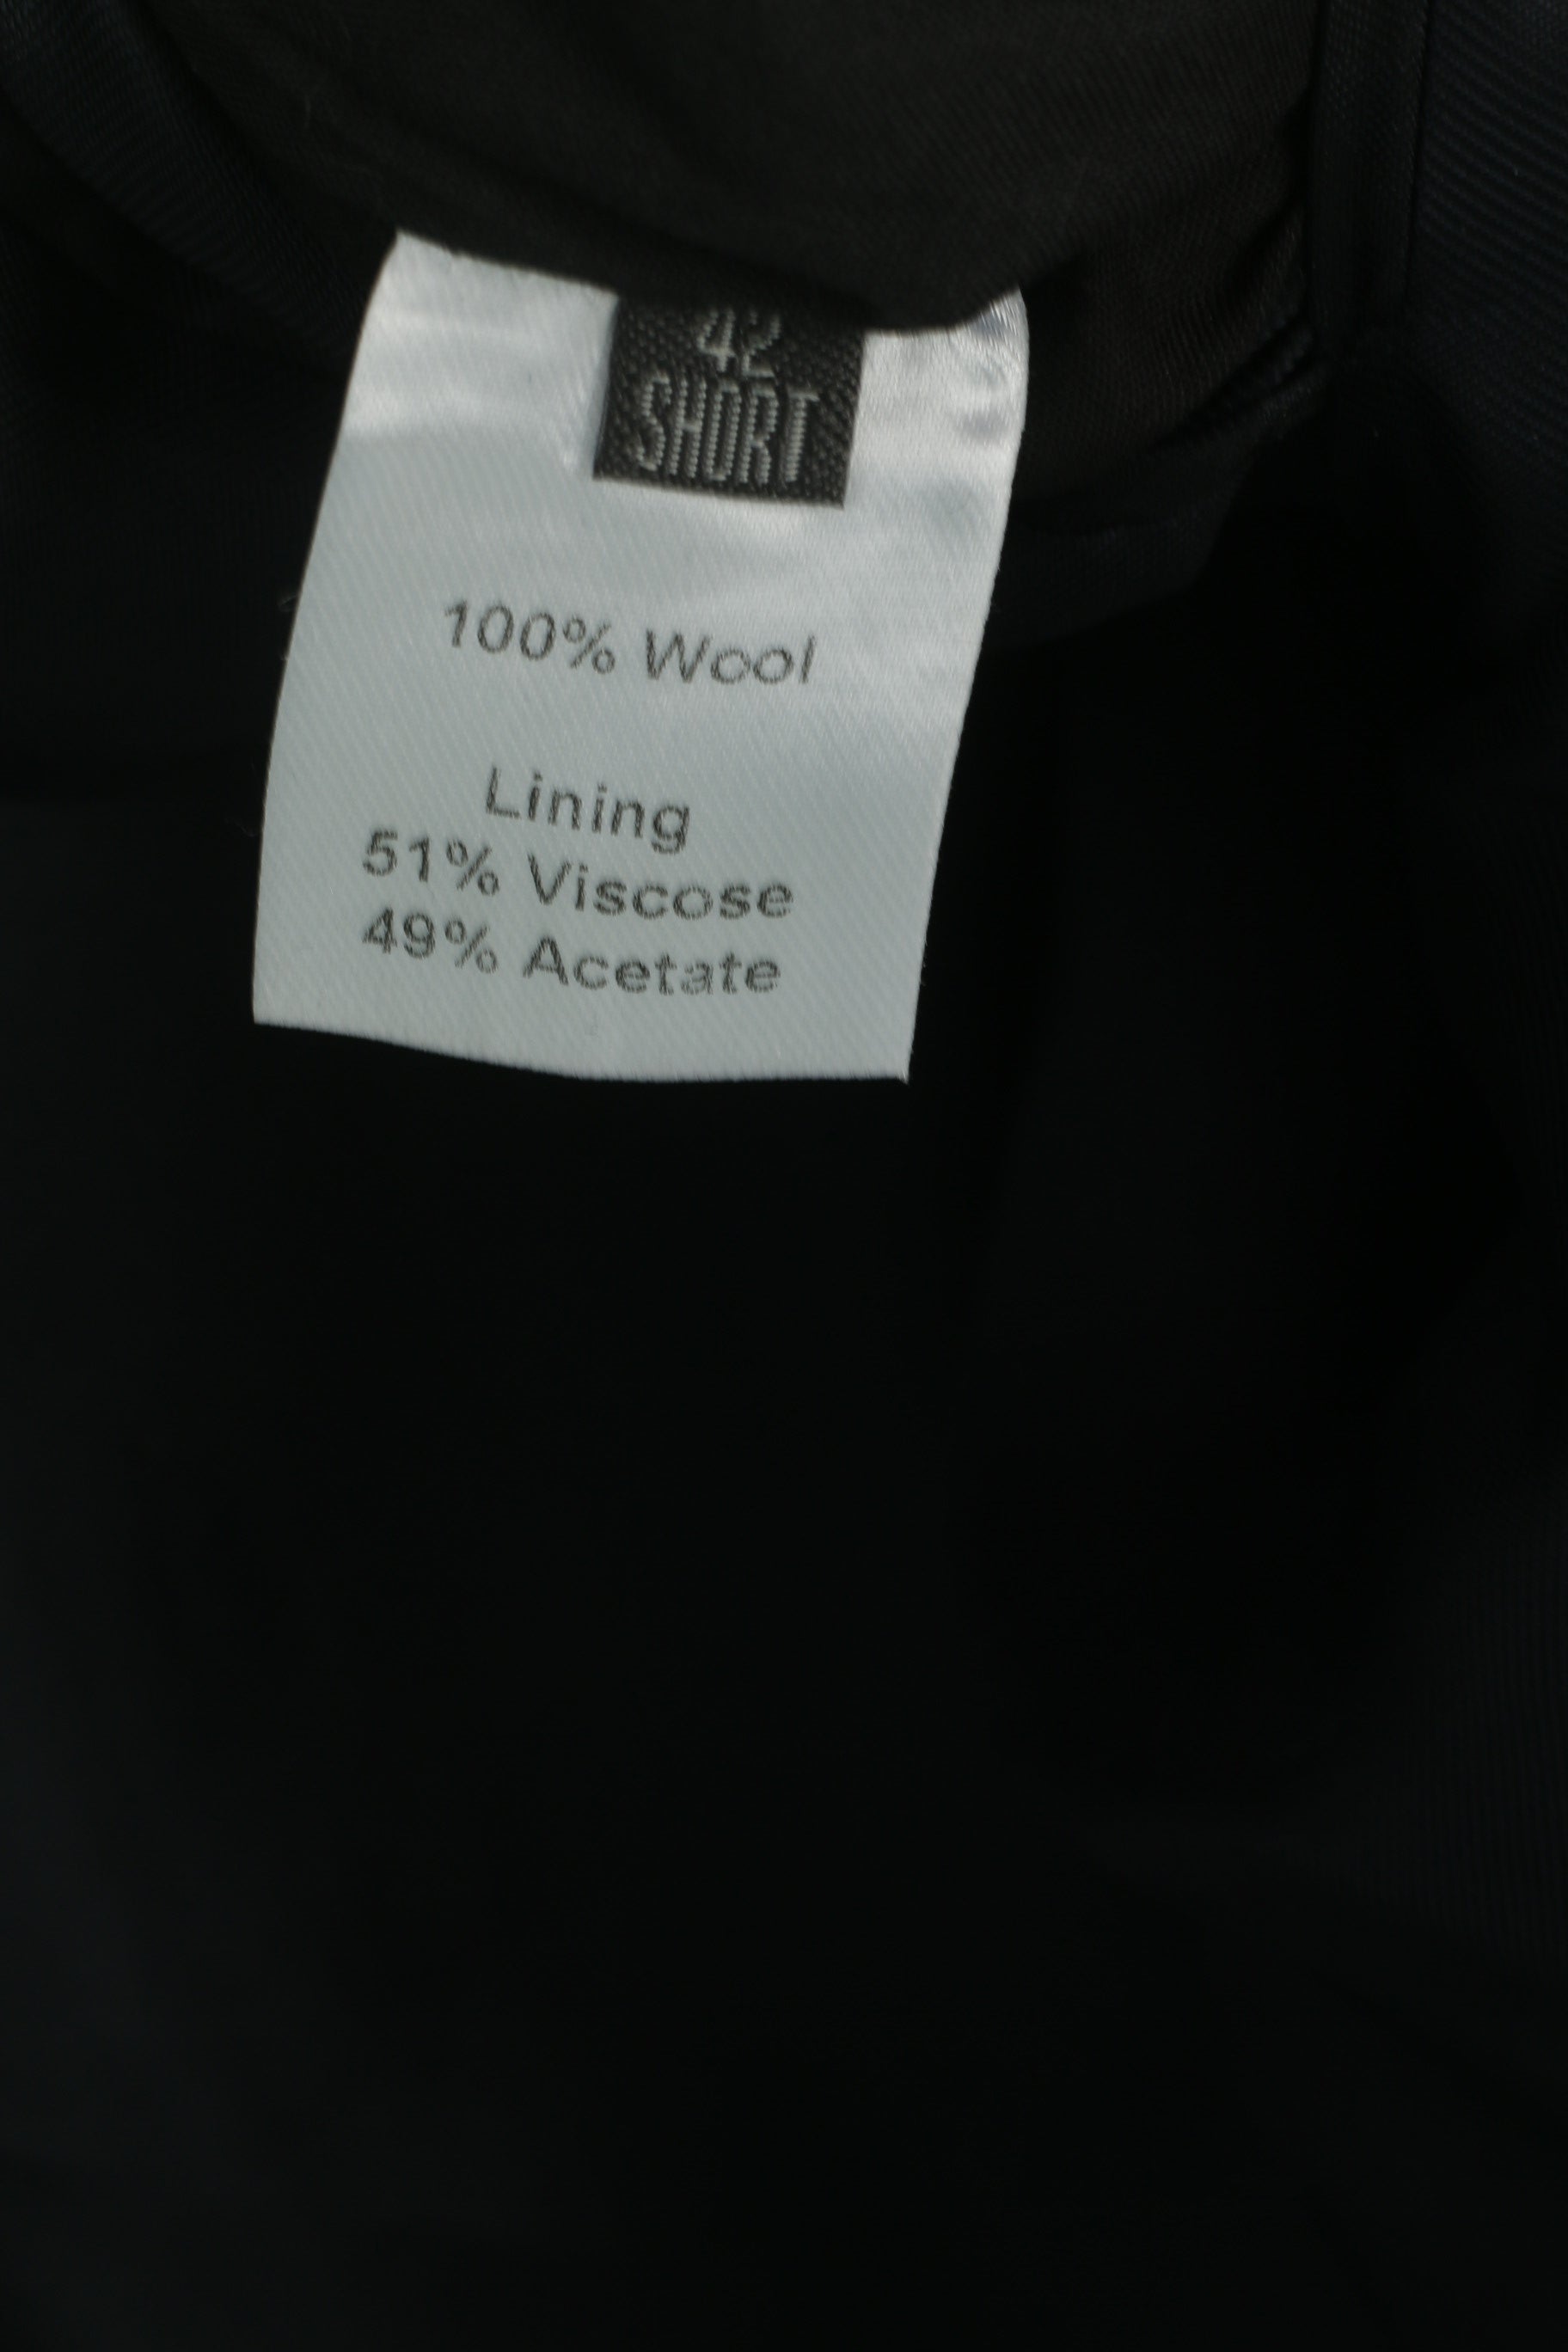 42
SHORT
100% Wool
Lining
51% Viscose
49% Acetate